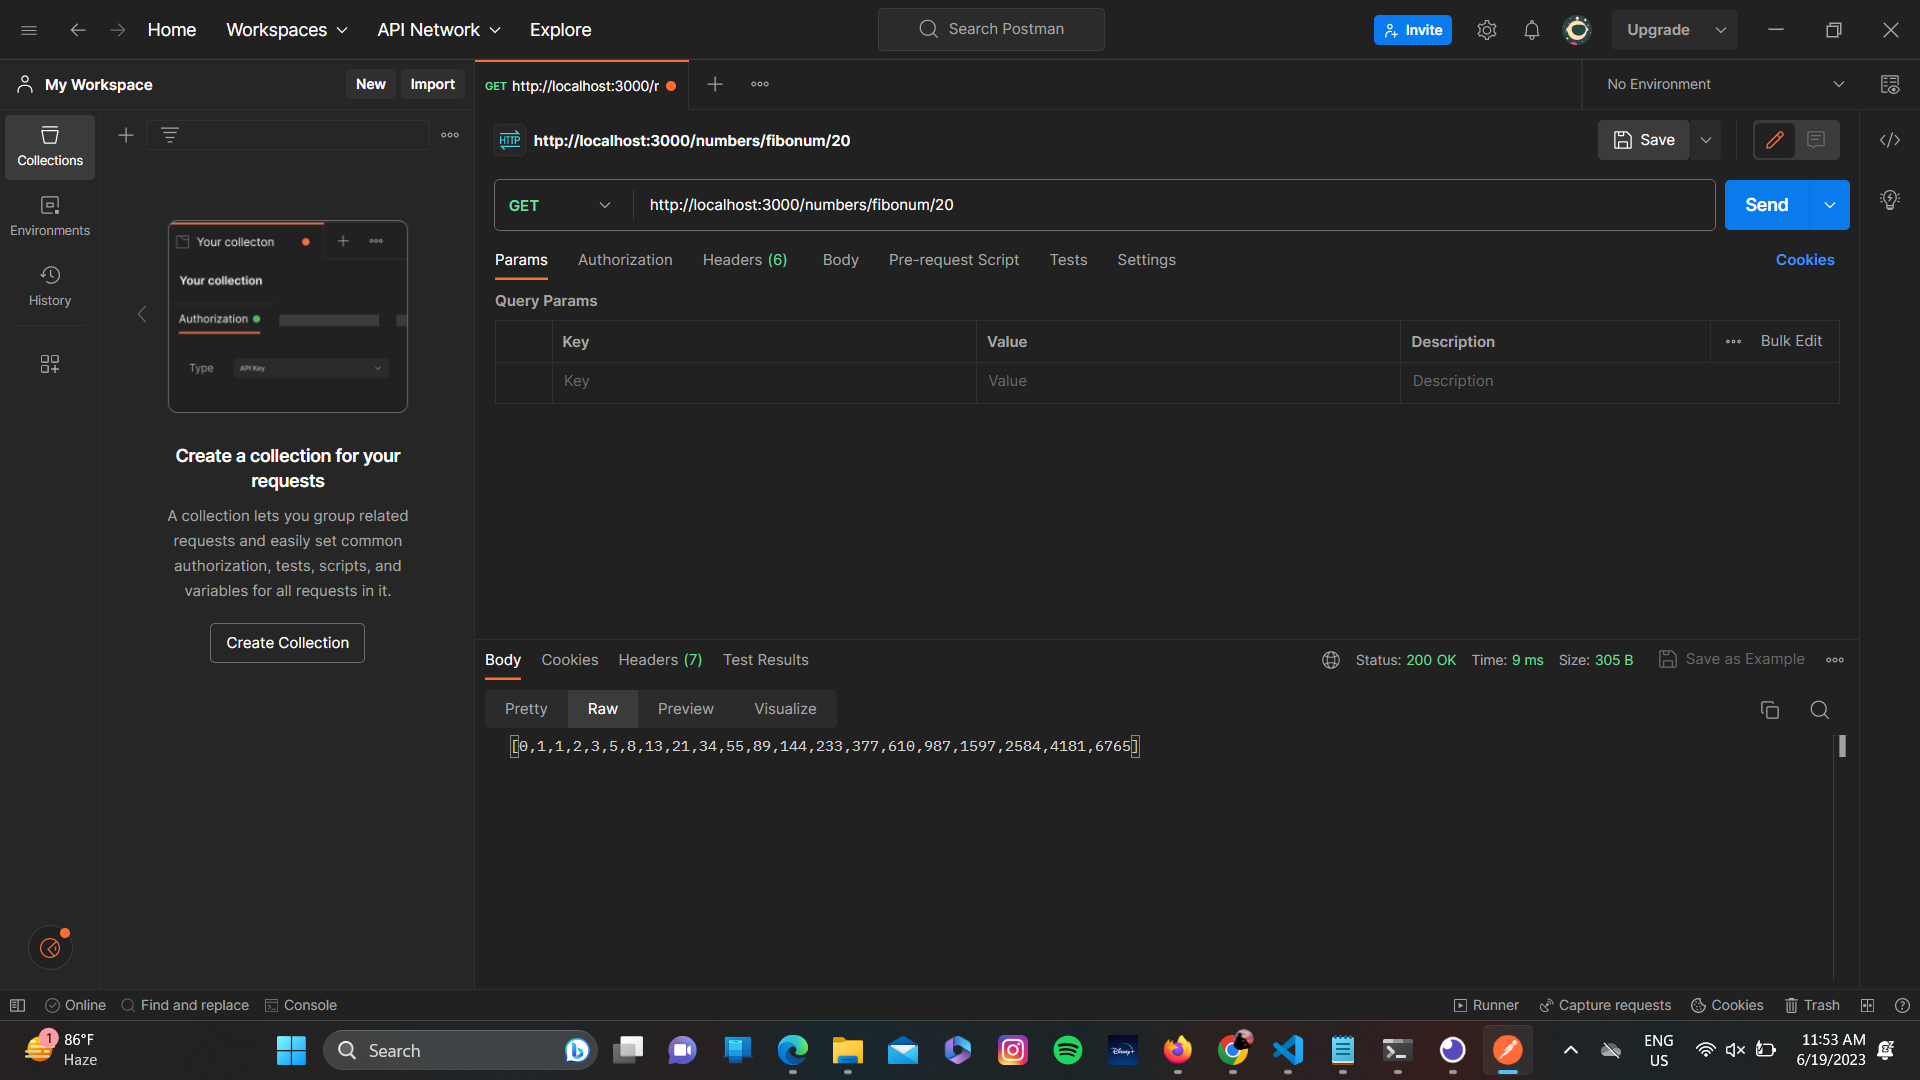 Home Workspaces API Network Explore Search Postman Invite Upgrade
My Workspace New Import GET http://localhost:3000/r No Environment
http://localhost:3000/numbers/fibonum/20 Save
HTTP
Collections
GET http://localhost:3000/numbers/fibonum/20 Send
Environments
Your collecton
Params Authorization Headers (6) Body Pre-request Script Tests Settings Cookies
Your collection
History
Query Params
Authorization
Key Value Description Bulk Edit
Type API Key
Key Value Description
Create a collection for your
requests
A collection lets you group related
requests and easily set common
authorization, tests, scripts, and
variables for all requests in it.
Create Collection
Body Cookies Headers (7) Test Results Status: 200 OK Time: 9 ms Size: 305 B Save as Example
Pretty Raw Preview Visualize
[0,1,1,2,3,5,8,13,21,34,55,89,144,233,377,610,987,1597,2584,4181,6765]
Online Find and replace Console Runner Capture requests Cookies Trash
1 86°F
Haze
Search
Disney+
ENG
US
11:53 AM
6/19/2023